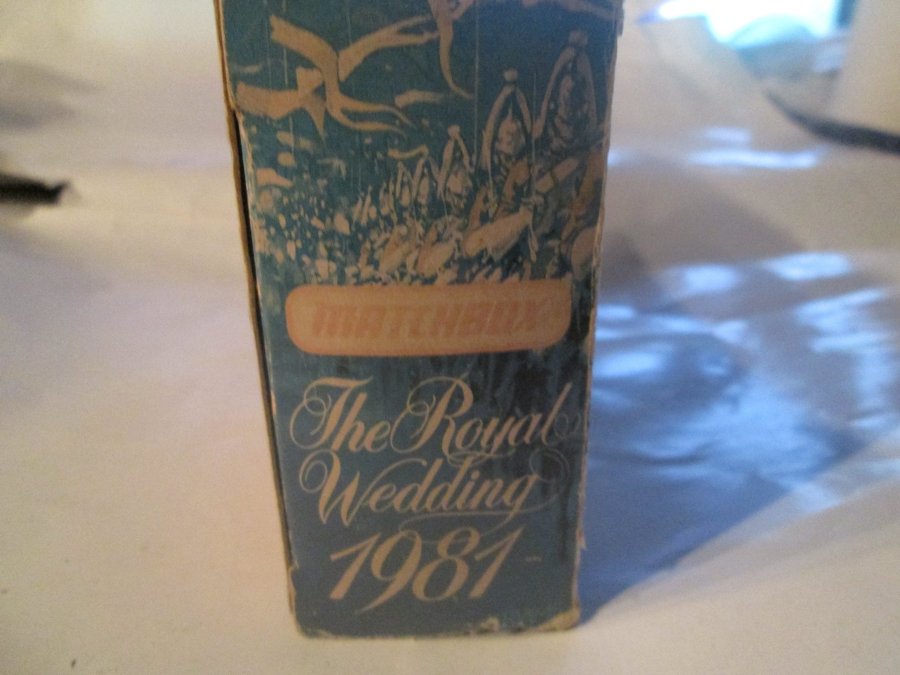 MATCHBOX
The Royal
Wedding
1981